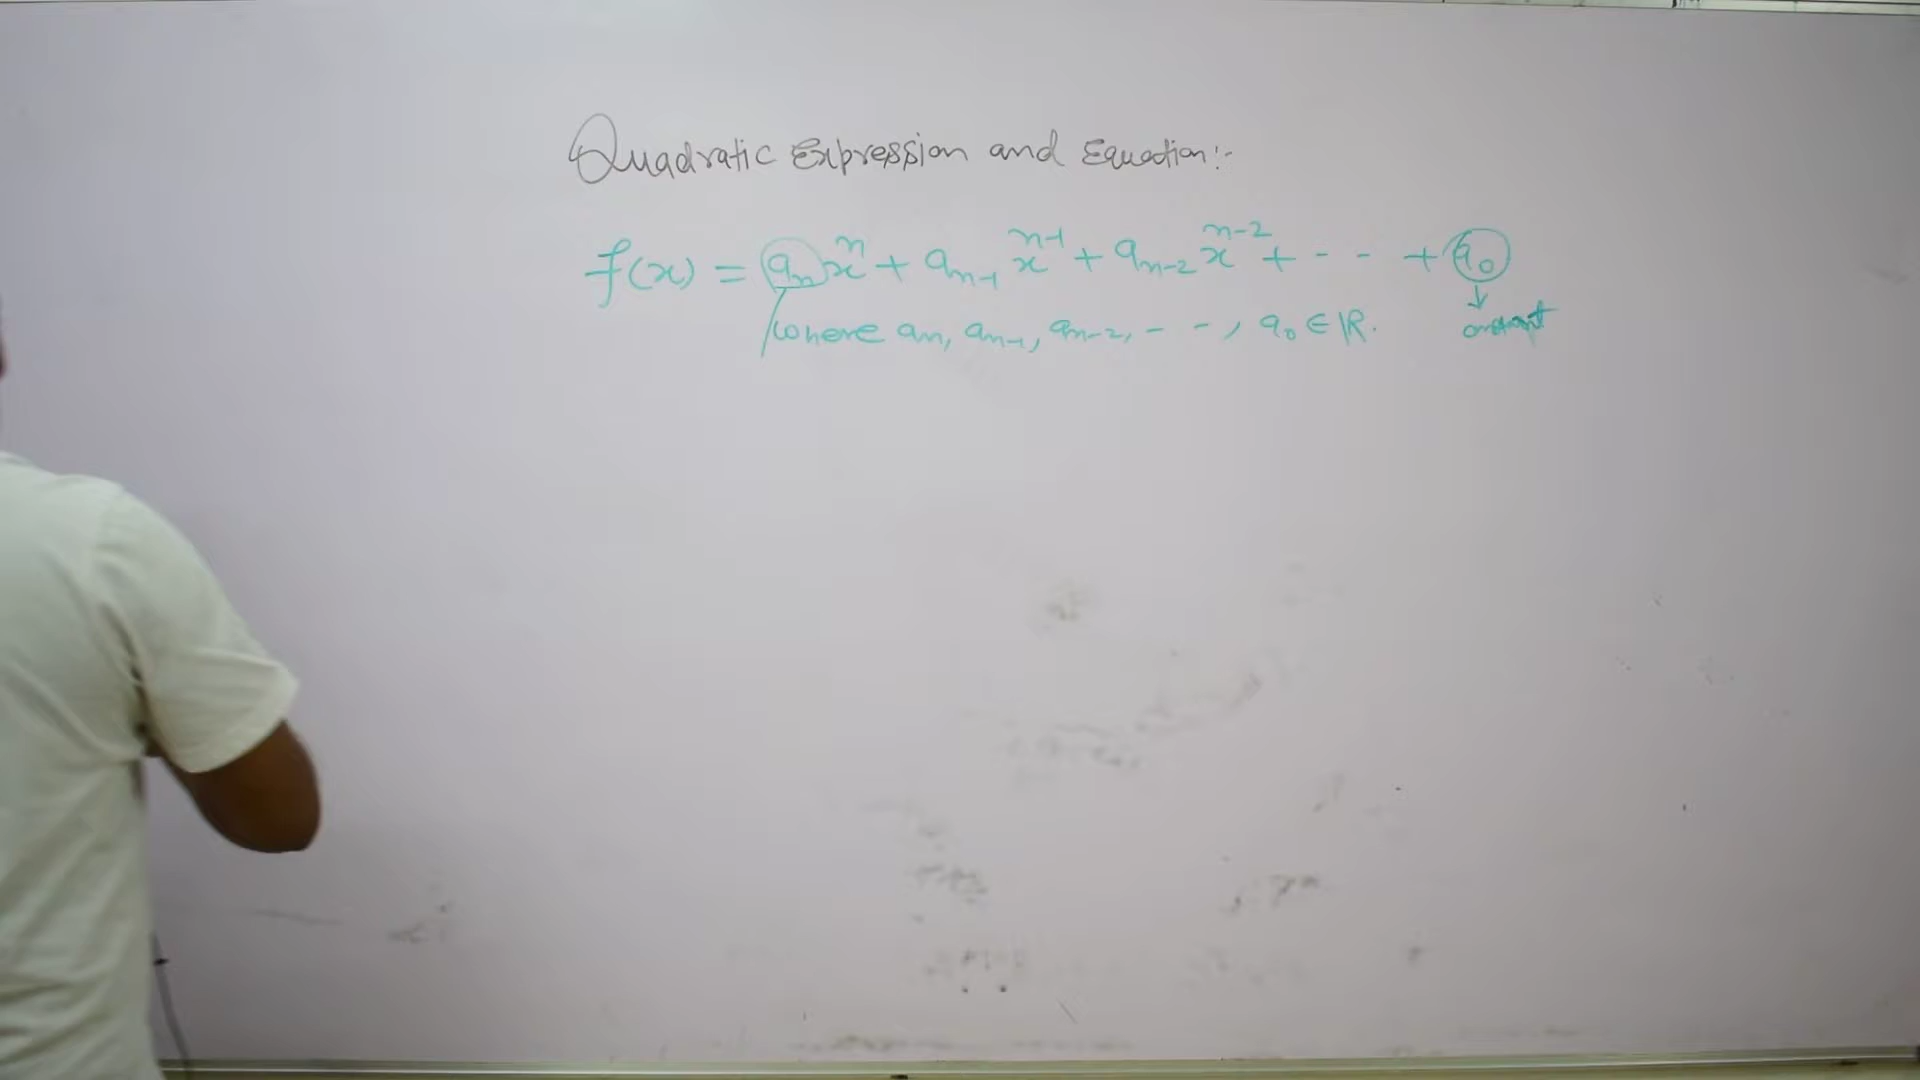 Quadratic Expression and Equation:-
f(x) = aₙxⁿ + aₙ₋₁xⁿ⁻¹ + aₙ₋₂xⁿ⁻² + - - + a₀
where aₙ, aₙ₋₁, aₙ₋₂, - - , a₀ ∈ ℝ.
↓
constant